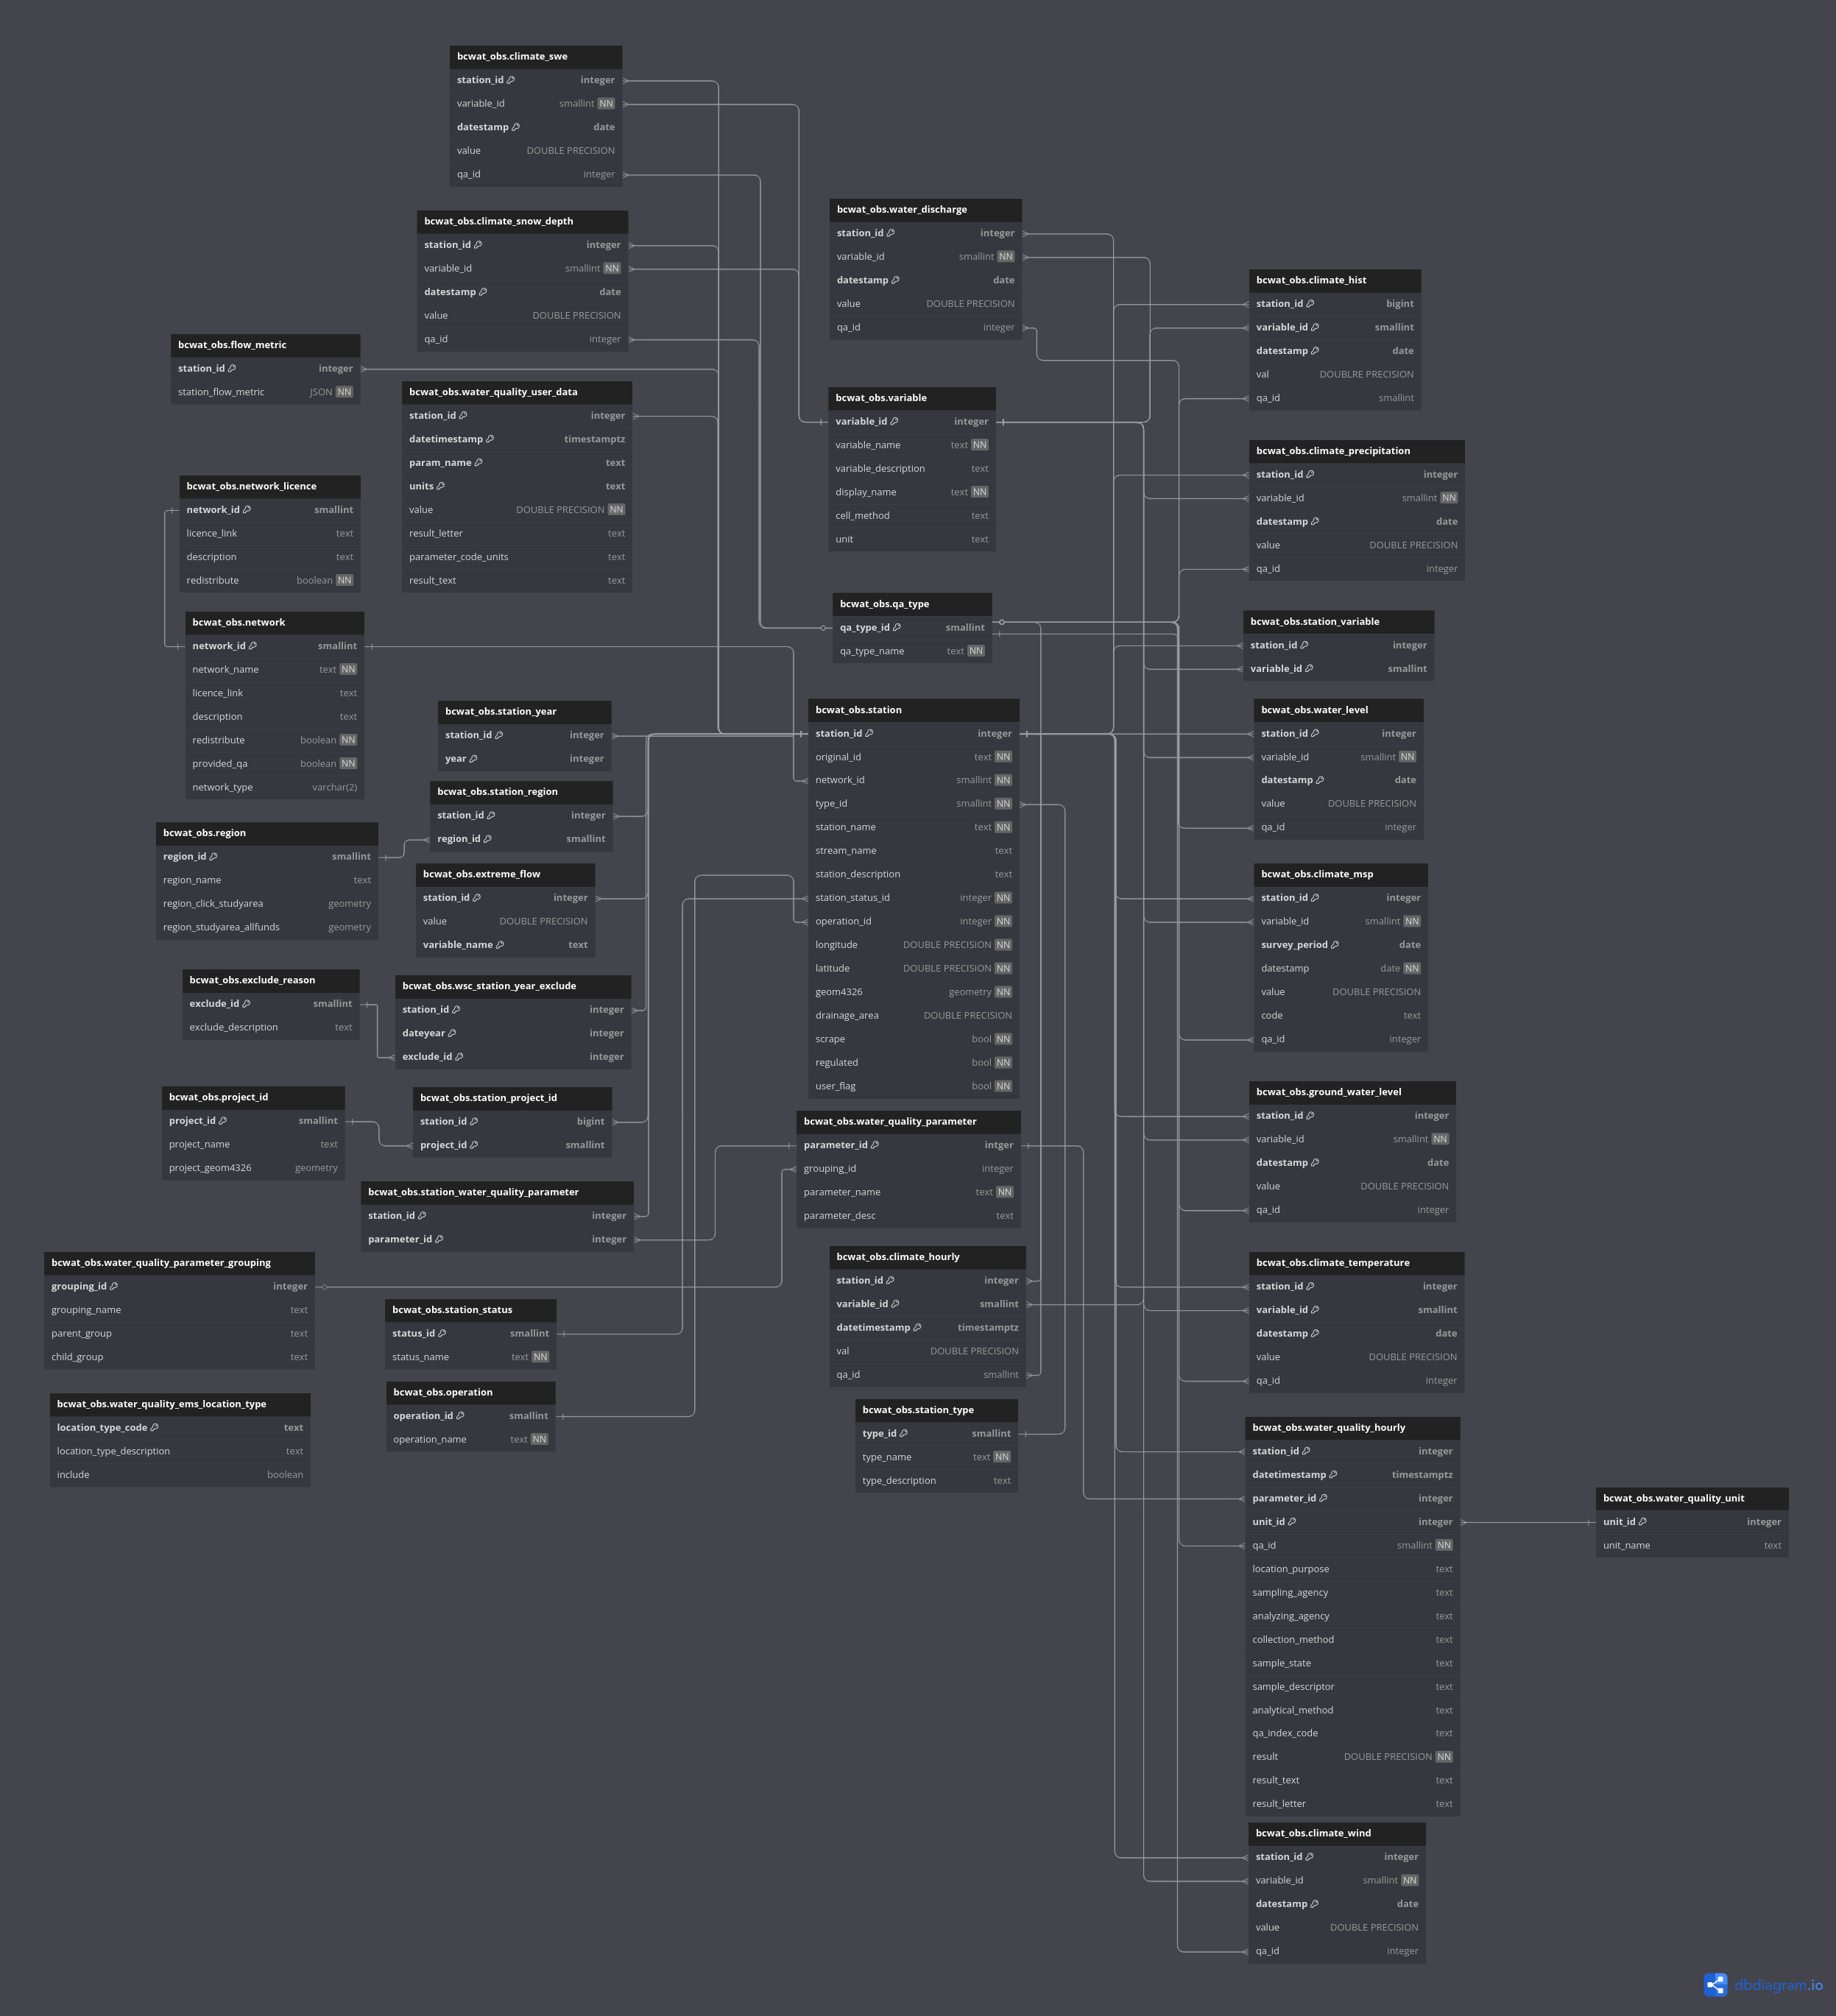 bcwat_obs.climate_swe
station_id integer
variable_id smallint NN
datestamp date
value DOUBLE PRECISION
qa_id integer
bcwat_obs.climate_snow_depth
station_id integer
variable_id smallint NN
datestamp date
value DOUBLE PRECISION
qa_id integer
bcwat_obs.flow_metric
station_id integer
station_flow_metric JSON NN
bcwat_obs.water_quality_user_data
station_id integer
datetimestamp timestamptz
param_name text
units text
value DOUBLE PRECISION NN
result_letter text
parameter_code_units text
result_text text
bcwat_obs.network_licence
network_id smallint
licence_link text
description text
redistribute boolean NN
bcwat_obs.network
network_id smallint
network_name text NN
licence_link text
description text
redistribute boolean NN
provided_qa boolean NN
network_type varchar(2)
bcwat_obs.station_year
station_id integer
year integer
bcwat_obs.station_region
station_id integer
region_id smallint
bcwat_obs.region
region_id smallint
region_name text
region_click_studyarea geometry
region_studyarea_allfunds geometry
bcwat_obs.extreme_flow
station_id integer
value DOUBLE PRECISION
variable_name text
bcwat_obs.exclude_reason
exclude_id smallint
exclude_description text
bcwat_obs.wsc_station_year_exclude
station_id integer
dateyear integer
exclude_id integer
bcwat_obs.project_id
project_id smallint
project_name text
project_geom4326 geometry
bcwat_obs.station_project_id
station_id bigint
project_id smallint
bcwat_obs.station_water_quality_parameter
station_id integer
parameter_id integer
bcwat_obs.water_quality_parameter_grouping
grouping_id integer
grouping_name text
parent_group text
child_group text
bcwat_obs.station_status
status_id smallint
status_name text NN
bcwat_obs.operation
operation_id smallint
operation_name text NN
bcwat_obs.water_quality_ems_location_type
location_type_code text
location_type_description text
include boolean
bcwat_obs.water_discharge
station_id integer
variable_id smallint NN
datestamp date
value DOUBLE PRECISION
qa_id integer
bcwat_obs.variable
variable_id integer
variable_name text NN
variable_description text
display_name text NN
cell_method text
unit text
bcwat_obs.qa_type
qa_type_id smallint
qa_type_name text NN
bcwat_obs.station
station_id integer
original_id text NN
network_id smallint NN
type_id smallint NN
station_name text NN
stream_name text
station_description text
station_status_id integer NN
operation_id integer NN
longitude DOUBLE PRECISION NN
latitude DOUBLE PRECISION NN
geom4326 geometry NN
drainage_area DOUBLE PRECISION
scrape bool NN
regulated bool NN
user_flag bool NN
bcwat_obs.water_quality_parameter
parameter_id intger
grouping_id integer
parameter_name text NN
parameter_desc text
bcwat_obs.climate_hourly
station_id integer
variable_id smallint
datetimestamp timestamptz
val DOUBLE PRECISION
qa_id smallint
bcwat_obs.station_type
type_id smallint
type_name text NN
type_description text
bcwat_obs.climate_hist
station_id bigint
variable_id smallint
datestamp date
val DOUBLRE PRECISION
qa_id smallint
bcwat_obs.climate_precipitation
station_id integer
variable_id smallint NN
datestamp date
value DOUBLE PRECISION
qa_id integer
bcwat_obs.station_variable
station_id integer
variable_id smallint
bcwat_obs.water_level
station_id integer
variable_id smallint NN
datestamp date
value DOUBLE PRECISION
qa_id integer
bcwat_obs.climate_msp
station_id integer
variable_id smallint NN
survey_period date
datestamp date NN
value DOUBLE PRECISION
code text
qa_id integer
bcwat_obs.ground_water_level
station_id integer
variable_id smallint NN
datestamp date
value DOUBLE PRECISION
qa_id integer
bcwat_obs.climate_temperature
station_id integer
variable_id smallint
datestamp date
value DOUBLE PRECISION
qa_id integer
bcwat_obs.water_quality_hourly
station_id integer
datetimestamp timestamptz
parameter_id integer
unit_id integer
qa_id smallint NN
location_purpose text
sampling_agency text
analyzing_agency text
collection_method text
sample_state text
sample_descriptor text
analytical_method text
qa_index_code text
result DOUBLE PRECISION NN
result_text text
result_letter text
bcwat_obs.water_quality_unit
unit_id integer
unit_name text
bcwat_obs.climate_wind
station_id integer
variable_id smallint NN
datestamp date
value DOUBLE PRECISION
qa_id integer
dbdiagram.io